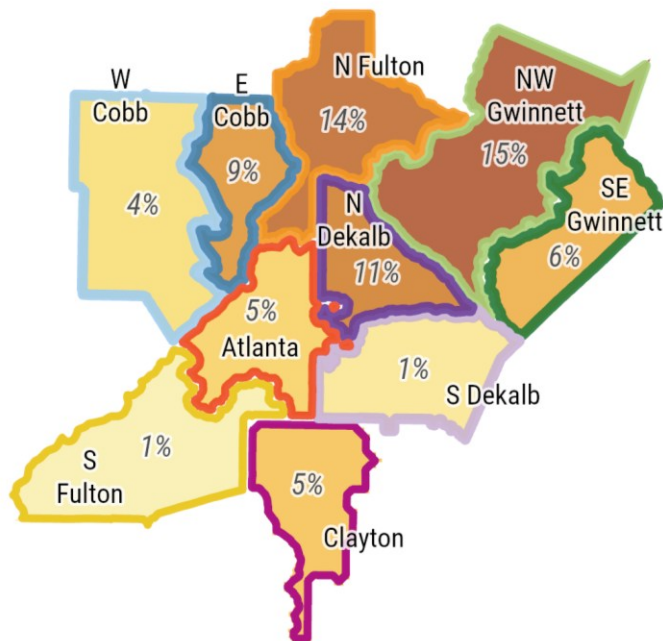 W
Cobb
4%
E
Cobb
9%
N Fulton
14%
NW
Gwinnett
15%
SE
Gwinnett
6%
N
Dekalb
11%
5%
Atlanta
1%
S Dekalb
1%
S
Fulton
5%
Clayton